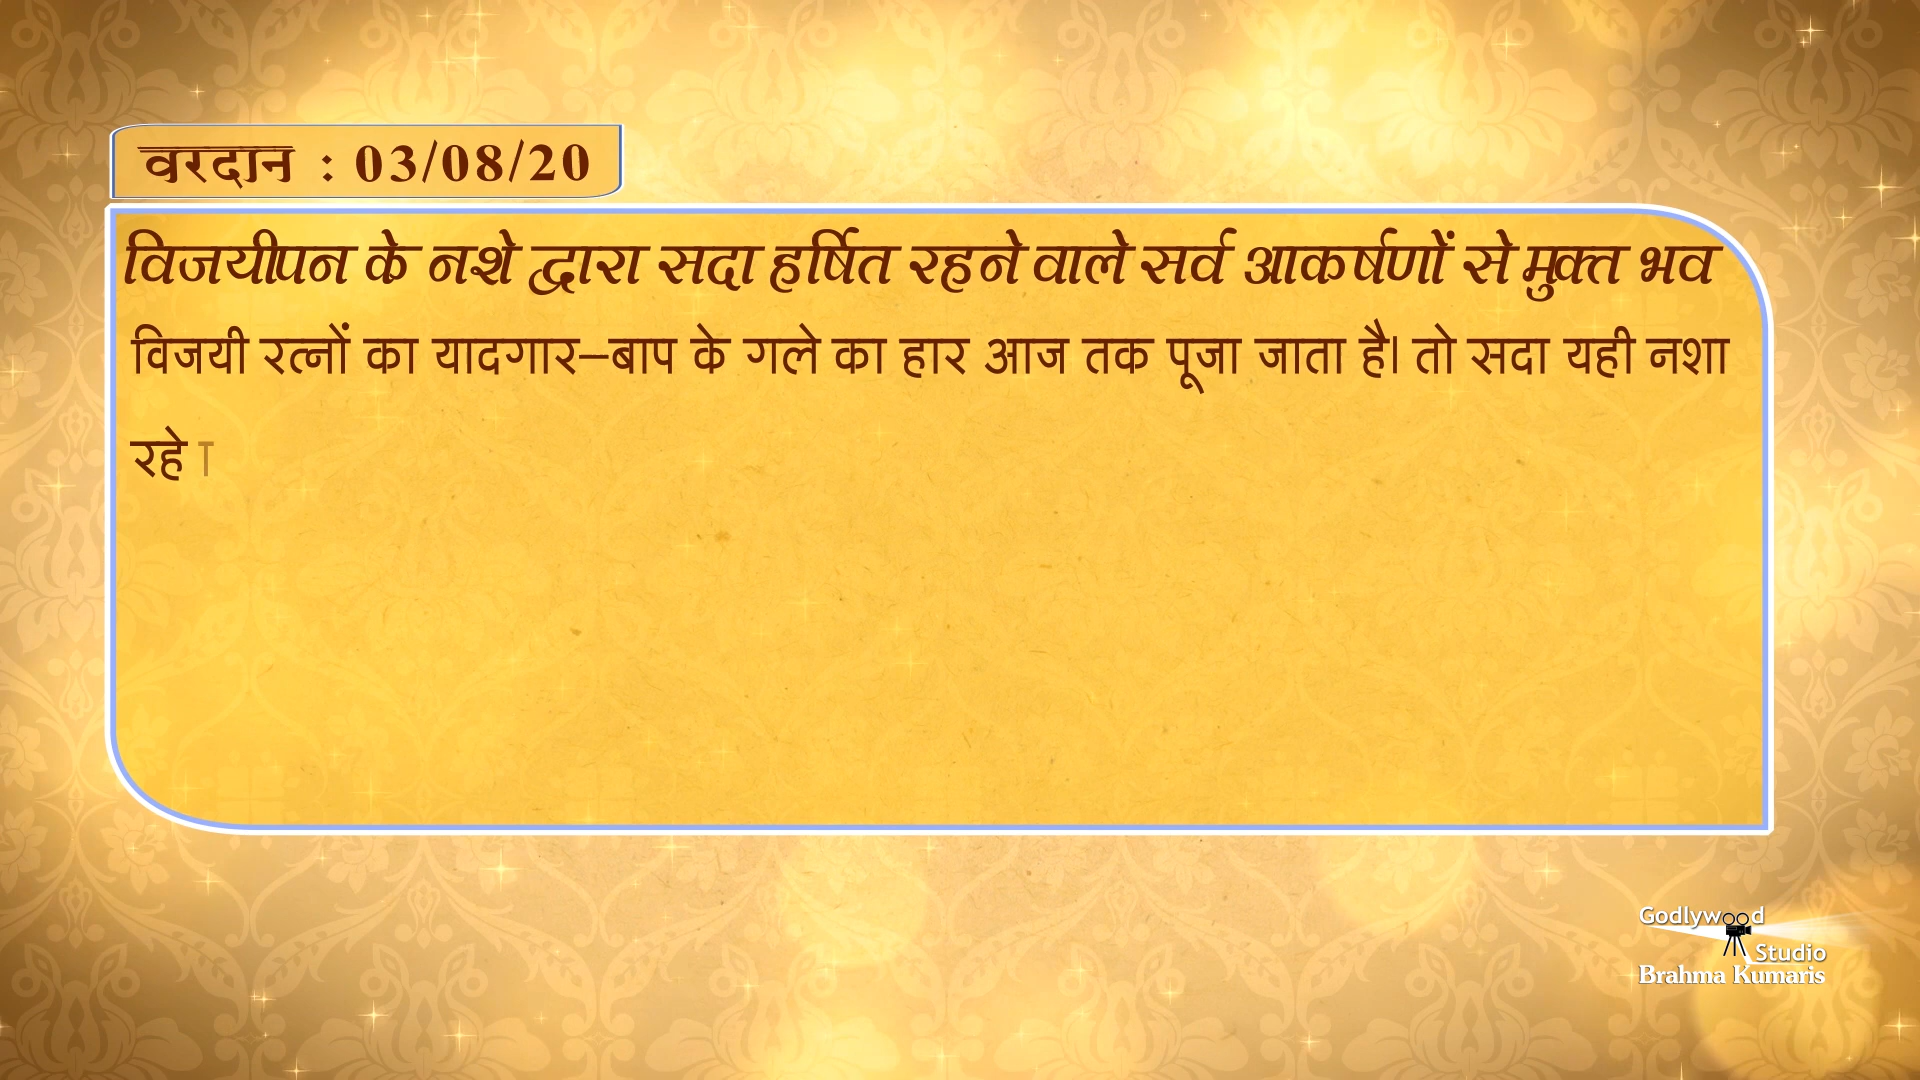 वरदान : 03/08/20
विजयीपन के नशे द्वारा सदा हर्षित रहने वाले सर्व आकर्षणों से मुक्त भव
विजयी रत्नों का यादगार–बाप के गले का हार आज तक पूजा जाता है। तो सदा यही नशा
रहे
Godlywood
Studio
Brahma Kumaris